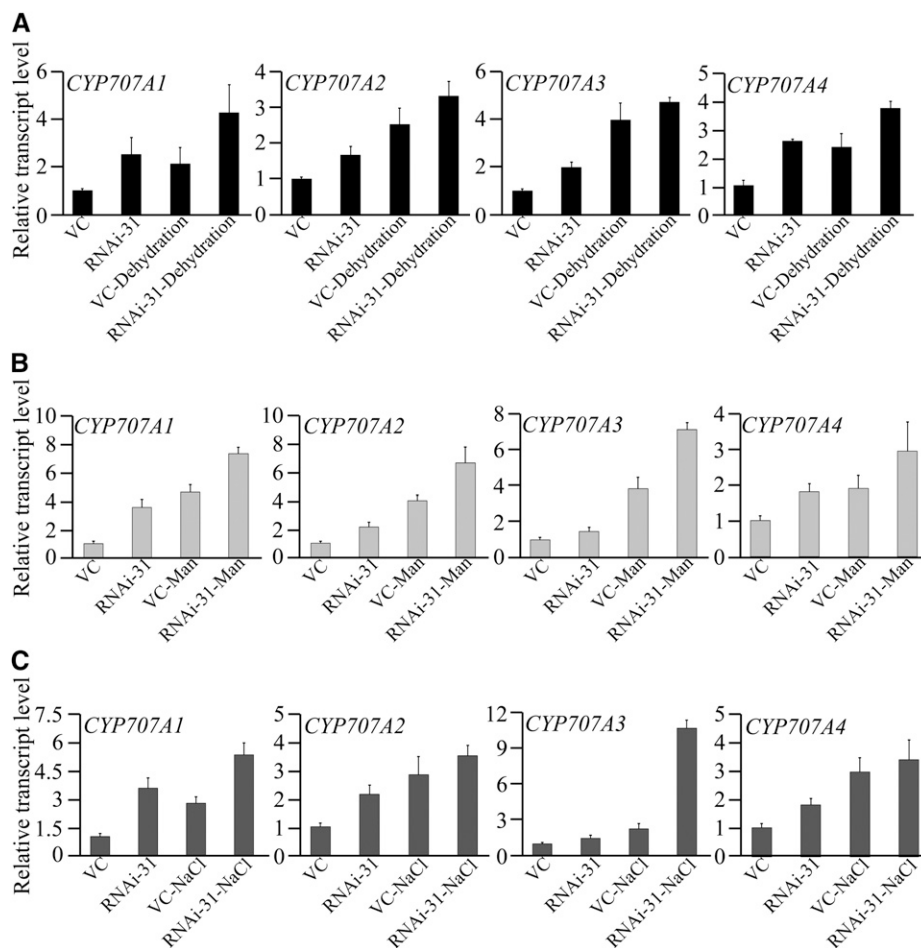 A
Relative transcript level
CYP707A1
6
4
2
0
VC
RNAi-31
VC-Dehydration
RNAi-31-Dehydration
CYP707A2
4
3
2
1
0
VC
RNAi-31
VC-Dehydration
RNAi-31-Dehydration
CYP707A3
6
4
2
0
VC
RNAi-31
VC-Dehydration
RNAi-31-Dehydration
CYP707A4
5
4
3
2
1
0
VC
RNAi-31
VC-Dehydration
RNAi-31-Dehydration
B
Relative transcript level
CYP707A1
10
8
6
4
2
0
VC
RNAi-31
VC-Man
RNAi-31-Man
CYP707A2
10
8
6
4
2
0
VC
RNAi-31
VC-Man
RNAi-31-Man
CYP707A3
8
6
4
2
0
VC
RNAi-31
VC-Man
RNAi-31-Man
CYP707A4
4
3
2
1
0
VC
RNAi-31
VC-Man
RNAi-31-Man
C
Relative transcript level
CYP707A1
7.5
6
4.5
3
1.5
0
VC
RNAi-31
VC-NaCl
RNAi-31-NaCl
CYP707A2
5
4
3
2
1
0
VC
RNAi-31
VC-NaCl
RNAi-31-NaCl
CYP707A3
12
9
6
3
0
VC
RNAi-31
VC-NaCl
RNAi-31-NaCl
CYP707A4
5
4
3
2
1
0
VC
RNAi-31
VC-NaCl
RNAi-31-NaCl